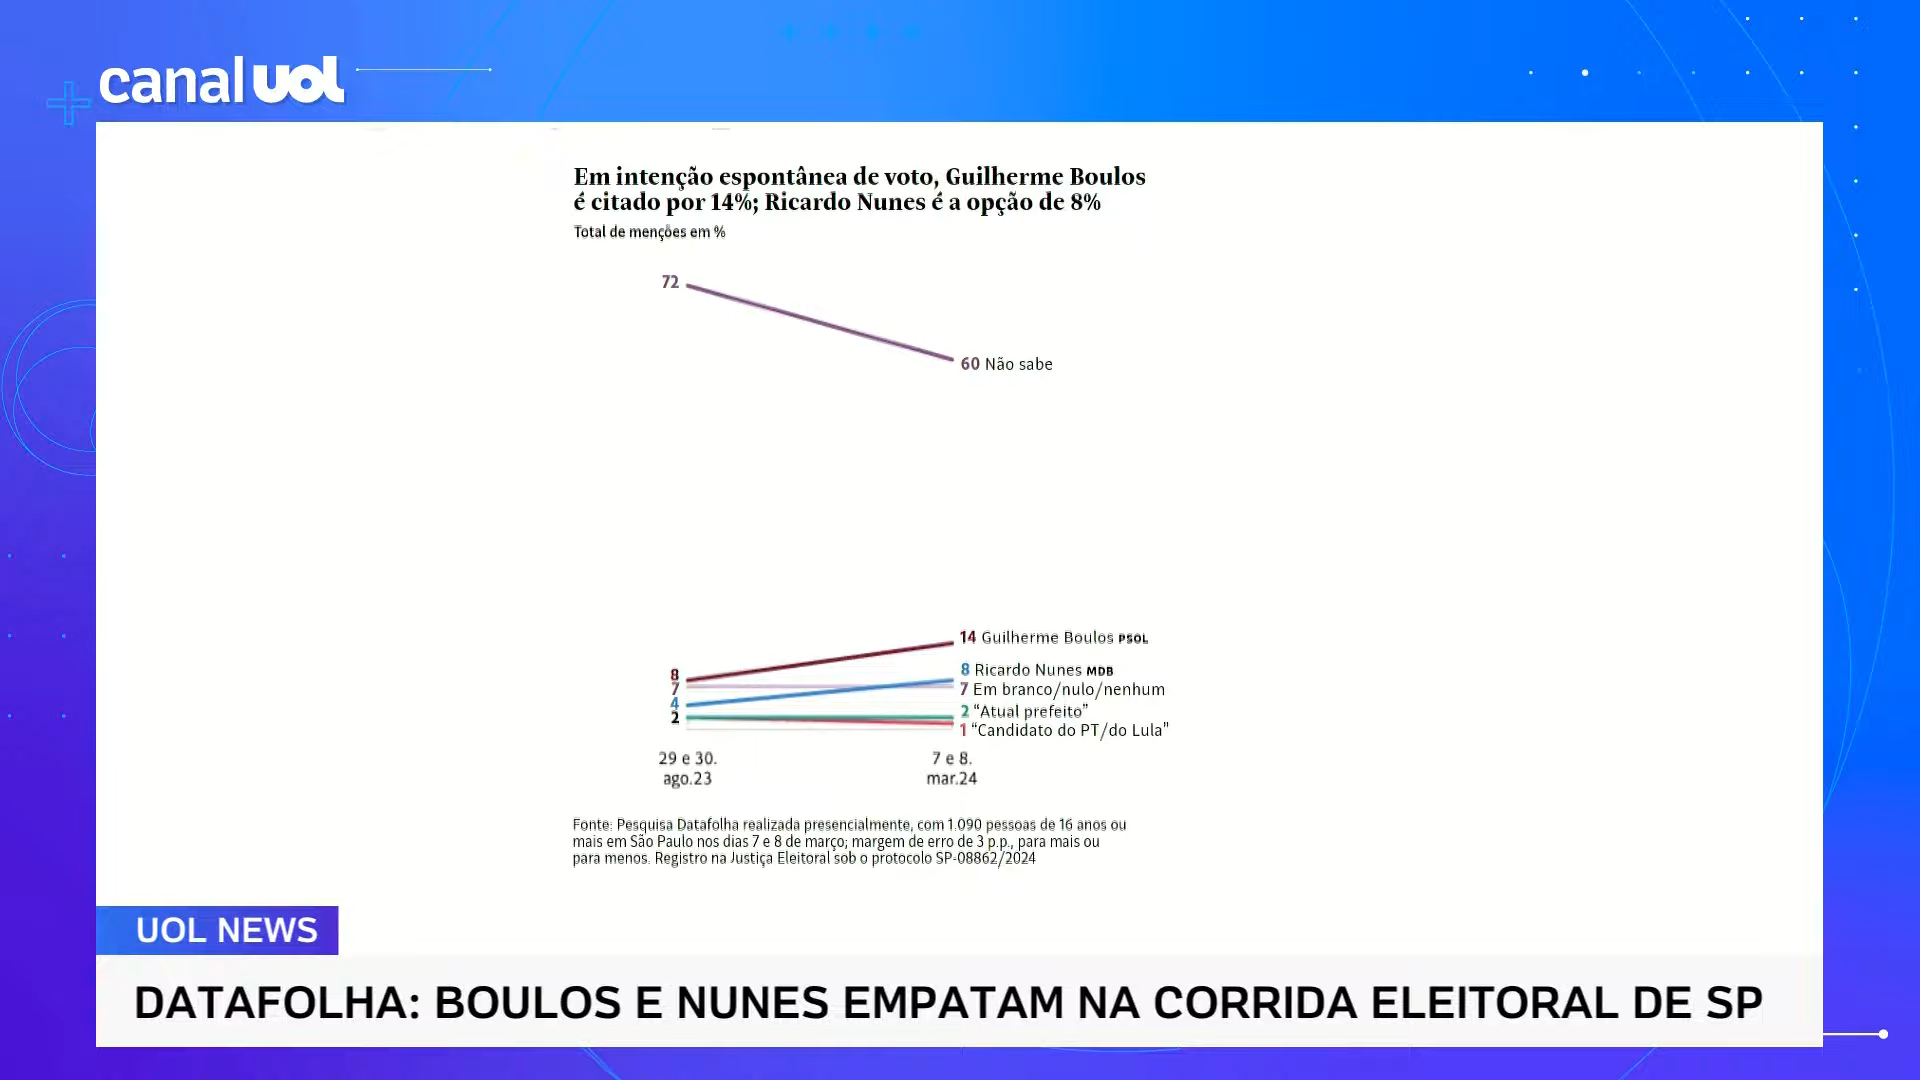 canal uol
Em intenção espontânea de voto, Guilherme Boulos
é citado por 14%; Ricardo Nunes é a opção de 8%
Total de menções em %
72
60 Não sabe
14 Guilherme Boulos PSOL
8
8 Ricardo Nunes MDB
7
7 Em branco/nulo/nenhum
4
2 “Atual prefeito”
2
1 “Candidato do PT/do Lula”
29 e 30.
ago.23
7 e 8.
mar.24
Fonte: Pesquisa Datafolha realizada presencialmente, com 1.090 pessoas de 16 anos ou
mais em São Paulo nos dias 7 e 8 de março; margem de erro de 3 p.p., para mais ou
para menos. Registro na Justiça Eleitoral sob o protocolo SP-08862/2024
UOL NEWS
DATAFOLHA: BOULOS E NUNES EMPATAM NA CORRIDA ELEITORAL DE SP